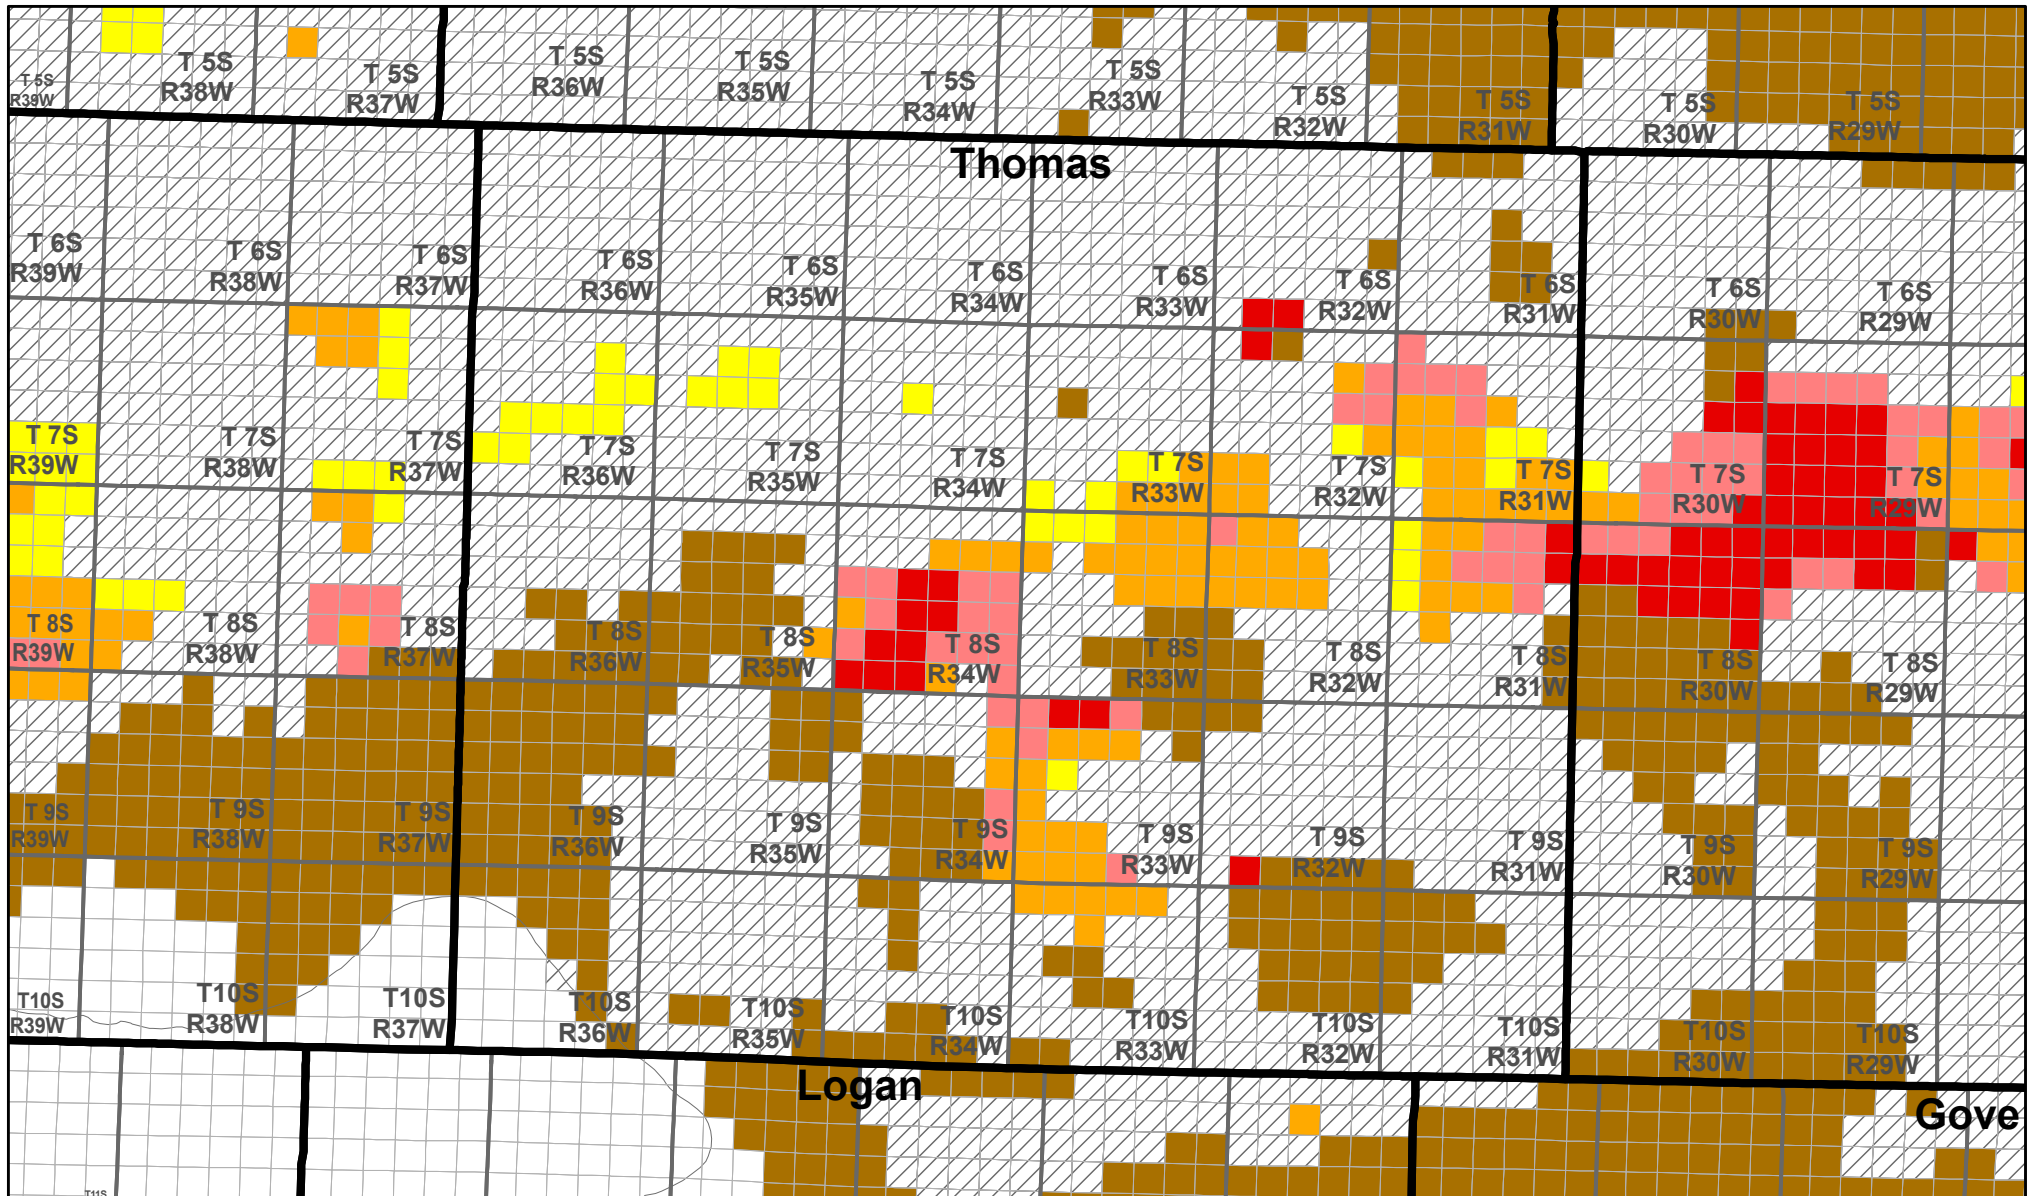 T 5S
R39W
T 5S
R38W
T 5S
R37W
T 5S
R36W
T 5S
R35W
T 5S
R34W
T 5S
R33W
T 5S
R32W
T 5S
R31W
T 5S
R30W
T 5S
R29W
Thomas
T 6S
R39W
T 6S
R38W
T 6S
R37W
T 6S
R36W
T 6S
R35W
T 6S
R34W
T 6S
R33W
T 6S
R32W
T 6S
R31W
T 6S
R30W
T 6S
R29W
T 7S
R39W
T 7S
R38W
T 7S
R37W
T 7S
R36W
T 7S
R35W
T 7S
R34W
T 7S
R33W
T 7S
R32W
T 7S
R31W
T 7S
R30W
T 7S
R29W
T 8S
R39W
T 8S
R38W
T 8S
R37W
T 8S
R36W
T 8S
R35W
T 8S
R34W
T 8S
R33W
T 8S
R32W
T 8S
R31W
T 8S
R30W
T 8S
R29W
T 9S
R39W
T 9S
R38W
T 9S
R37W
T 9S
R36W
T 9S
R35W
T 9S
R34W
T 9S
R33W
T 9S
R32W
T 9S
R31W
T 9S
R30W
T 9S
R29W
T10S
R39W
T10S
R38W
T10S
R37W
T10S
R36W
T10S
R35W
T10S
R34W
T10S
R33W
T10S
R32W
T10S
R31W
T10S
R30W
T10S
R29W
Logan
Gove
T11S